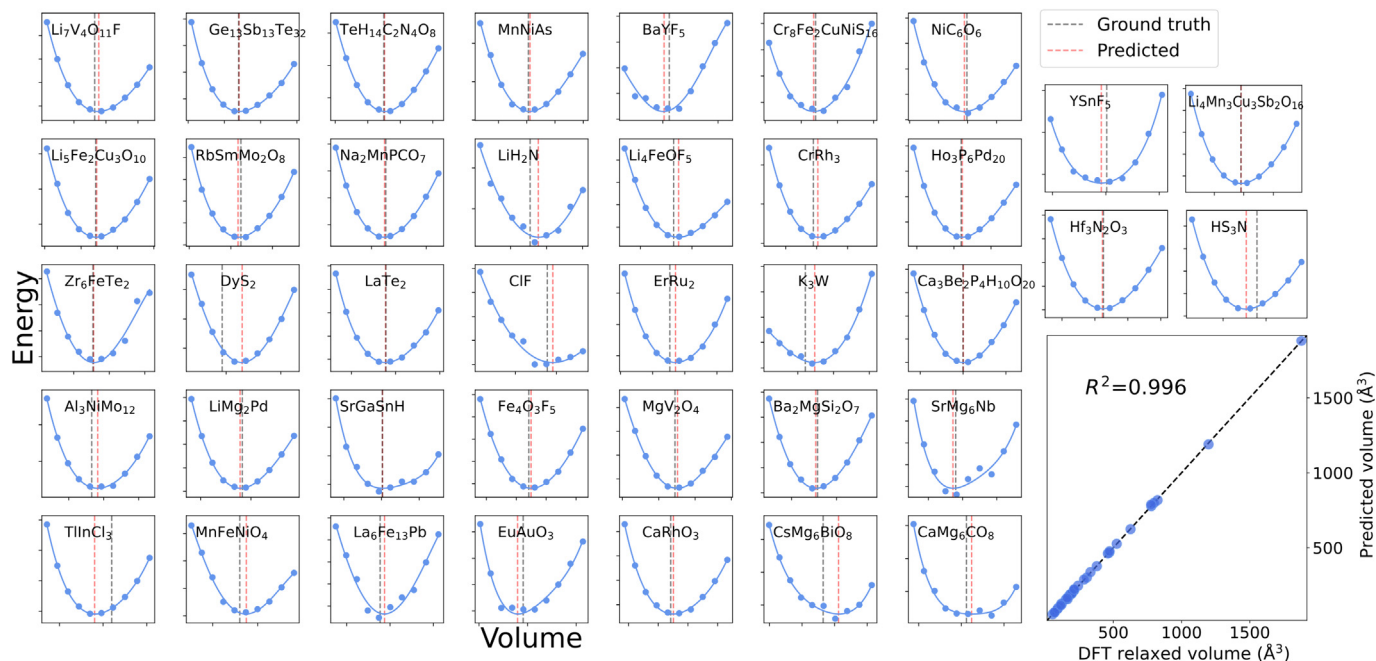 Li₇V₄O₁₁F
Ge₁₃Sb₁₃Te₃₂
TeH₁₄C₂N₄O₈
MnNiAs
BaYF₅
Cr₈Fe₂CuNiS₁₆
NiC₆O₆
Ground truth
Predicted
YSnF₅
Li₄Mn₃Cu₃Sb₂O₁₆
Li₅Fe₂Cu₃O₁₀
RbSmMo₂O₈
Na₂MnPCO₇
LiH₂N
Li₄FeOF₅
CrRh₃
Ho₃P₆Pd₂₀
Hf₃N₂O₃
HS₃N
Energy
Zr₆FeTe₂
DyS₂
LaTe₂
ClF
ErRu₂
K₃W
Ca₃Be₂P₄H₁₀O₂₀
Al₃NiMo₁₂
LiMg₂Pd
SrGaSnH
Fe₄O₃F₅
MgV₂O₄
Ba₂MgSi₂O₇
SrMg₆Nb
R²=0.996
1500
1000
500
Predicted volume (Å³)
TlInCl₃
MnFeNiO₄
La₆Fe₁₃Pb
EuAuO₃
CaRhO₃
CsMg₆BiO₈
CaMg₆CO₈
Volume
500
1000
1500
DFT relaxed volume (Å³)